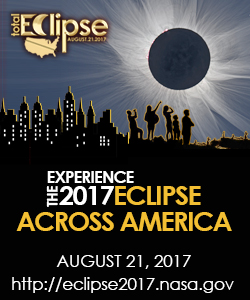 total
ECLipse
AUGUST.21.2017
EXPERIENCE
THE 2017 ECLIPSE
ACROSS AMERICA
AUGUST 21, 2017
http://eclipse2017.nasa.gov